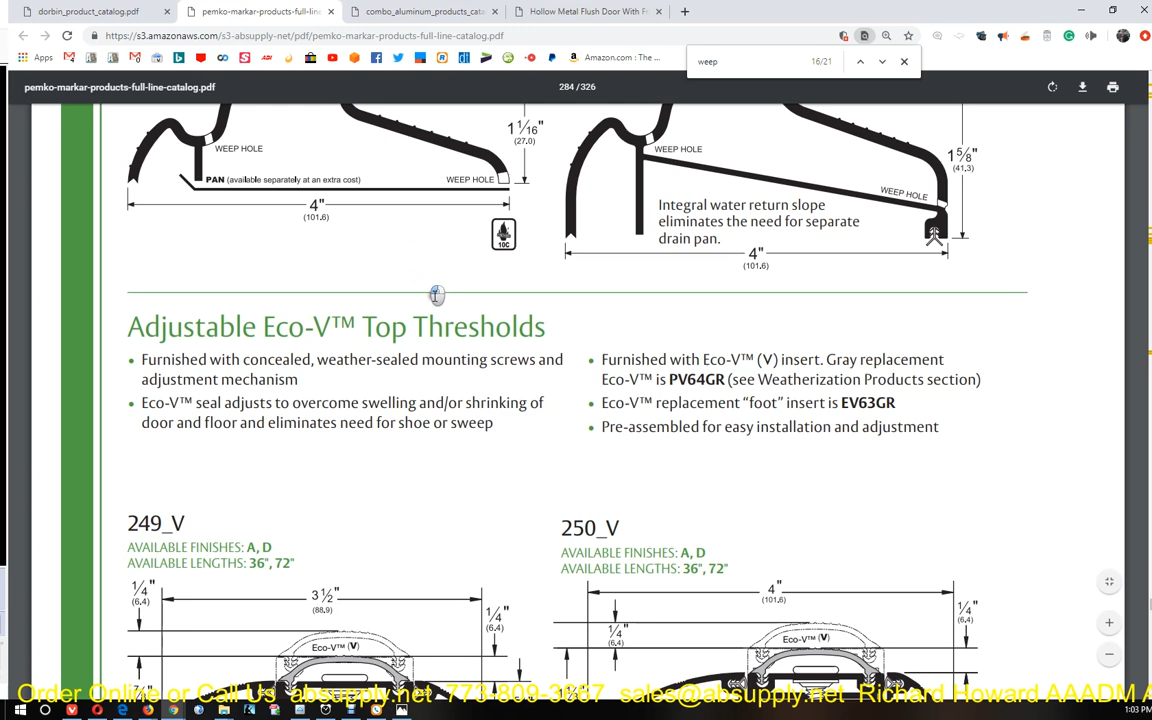 dorbin_product_catalog.pdf
pemko-markar-products-full-lin
combo_aluminum_products_cata
Hollow Metal Flush Door With Fr
https://s3.amazonaws.com/s3-absupply-net/pdf/pemko-markar-products-full-line-catalog.pdf
Apps
Amazon.com : The ...
weep
16/21
pemko-markar-products-full-line-catalog.pdf
284 / 326
WEEP HOLE
PAN (available separately at an extra cost)
WEEP HOLE
1 1/16"
(27.0)
4"
(101.6)
10C
WEEP HOLE
WEEP HOLE
Integral water return slope
eliminates the need for separate
drain pan.
1 5/8"
(41,3)
4"
(101.6)
Adjustable Eco-V™ Top Thresholds
• Furnished with concealed, weather-sealed mounting screws and
adjustment mechanism
• Eco-V™ seal adjusts to overcome swelling and/or shrinking of
door and floor and eliminates need for shoe or sweep
• Furnished with Eco-V™ (V) insert. Gray replacement
Eco-V™ is PV64GR (see Weatherization Products section)
• Eco-V™ replacement “foot” insert is EV63GR
• Pre-assembled for easy installation and adjustment
249_V
AVAILABLE FINISHES: A, D
AVAILABLE LENGTHS: 36", 72"
1/4"
(6.4)
3 1/2"
(88.9)
1/4"
(6.4)
Eco-V™ (V)
250_V
AVAILABLE FINISHES: A, D
AVAILABLE LENGTHS: 36", 72"
4"
(101.6)
1/4"
(6.4)
1/4"
(6.4)
Eco-V™ (V)
Order Online or Call Us absupply.net 773-809-3667 sales@absupply.net Richard Howard AAADM
1:03 PM